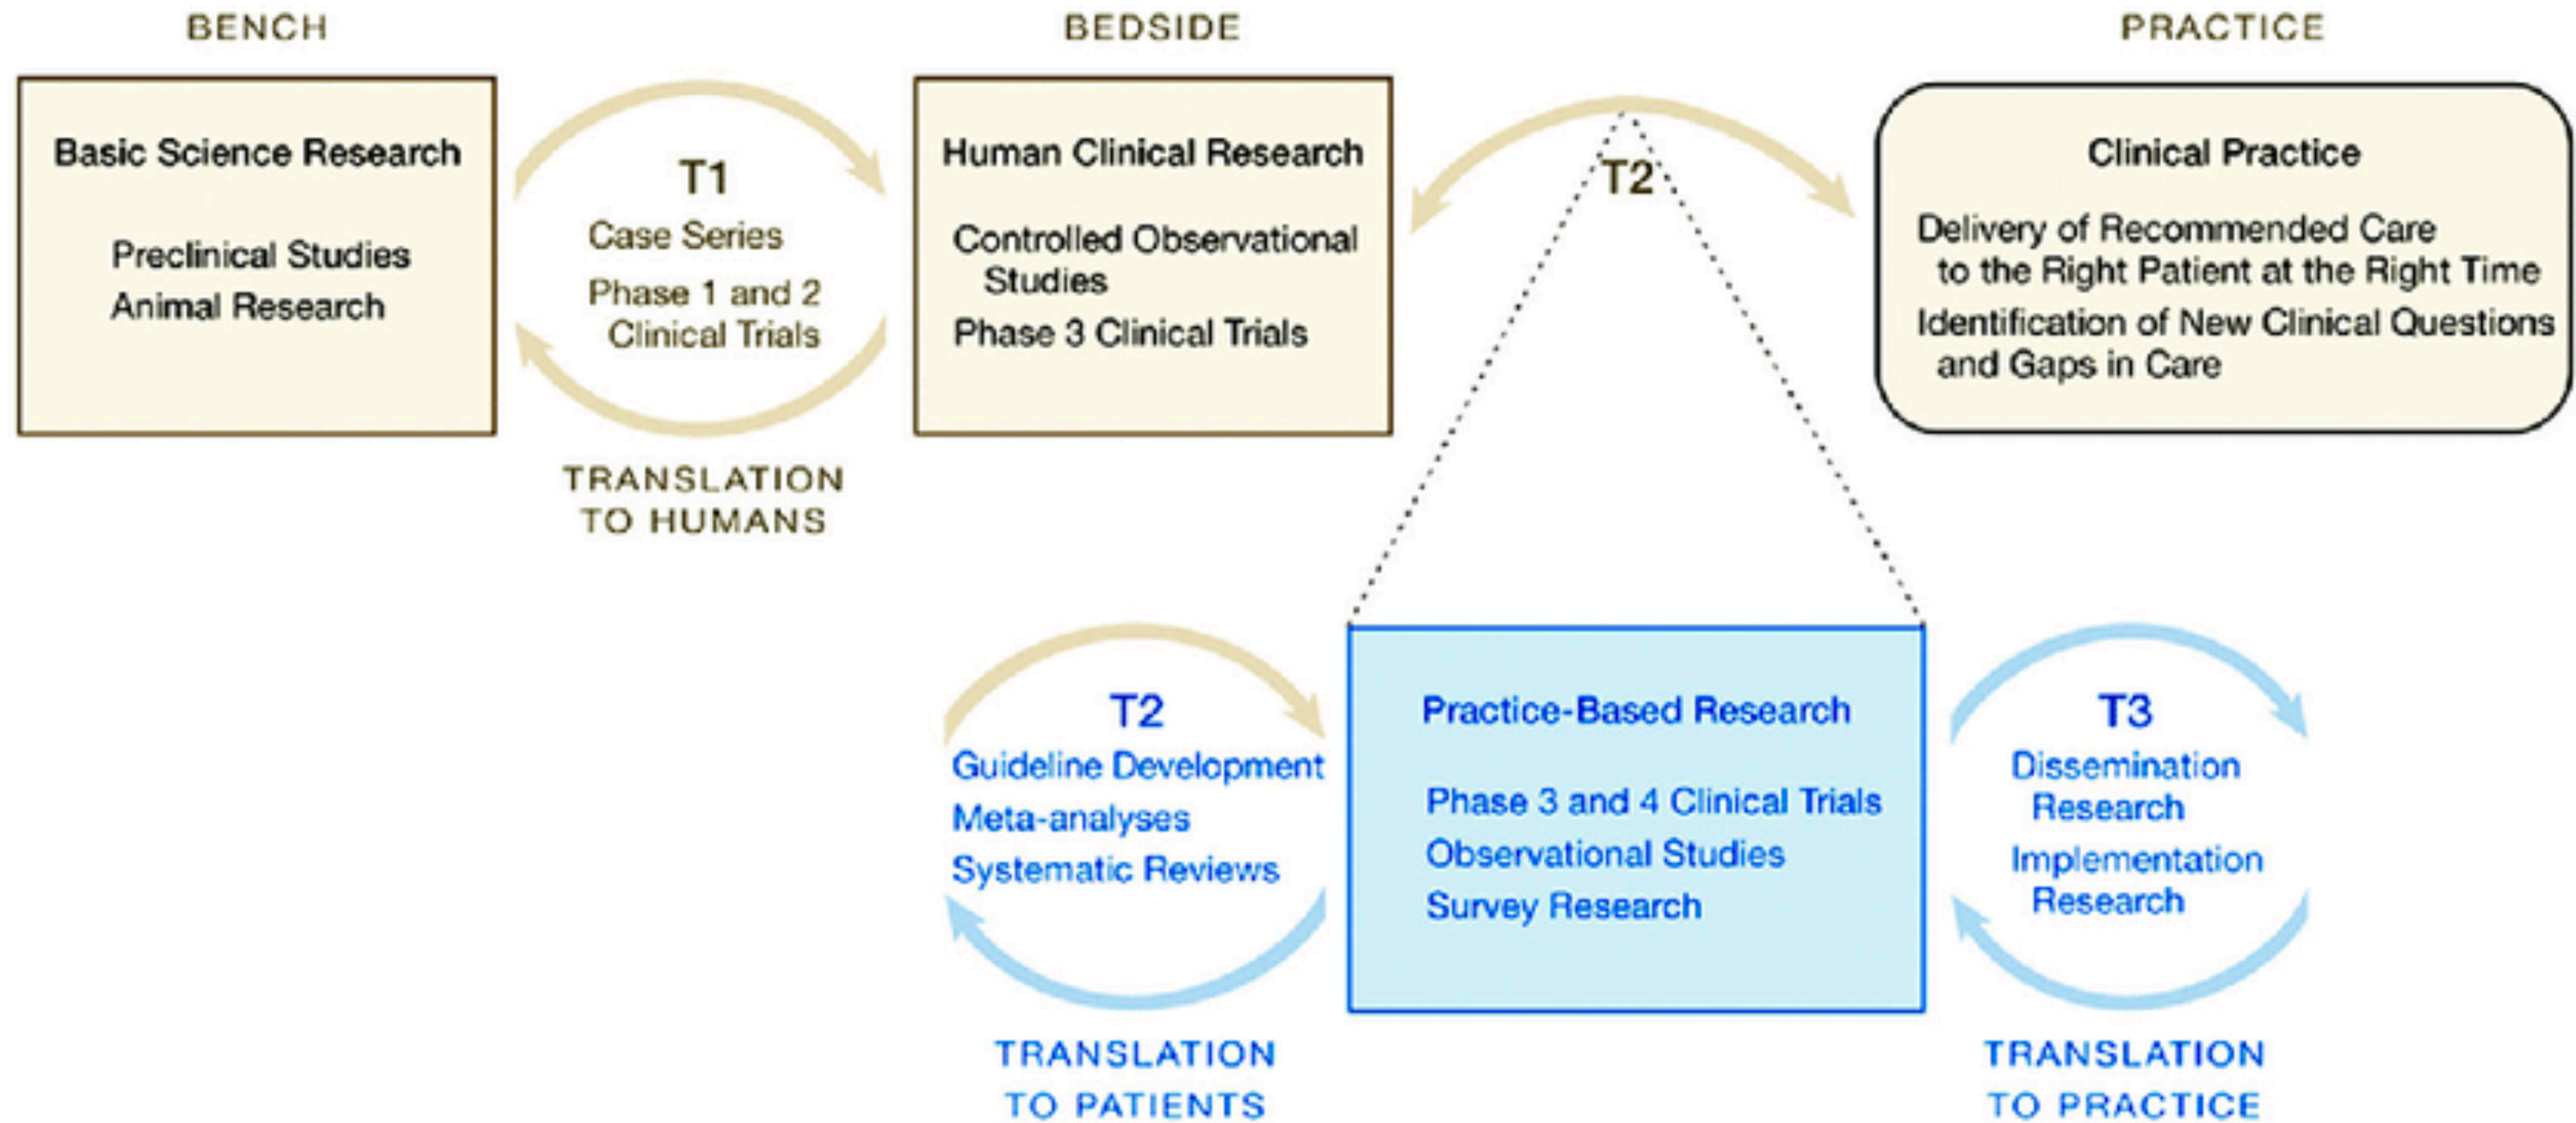 BENCH
Basic Science Research
Preclinical Studies
Animal Research
T1
Case Series
Phase 1 and 2
Clinical Trials
TRANSLATION
TO HUMANS
BEDSIDE
Human Clinical Research
Controlled Observational
Studies
Phase 3 Clinical Trials
T2
PRACTICE
Clinical Practice
Delivery of Recommended Care
to the Right Patient at the Right Time
Identification of New Clinical Questions
and Gaps in Care
T2
Guideline Development
Meta-analyses
Systematic Reviews
TRANSLATION
TO PATIENTS
Practice-Based Research
Phase 3 and 4 Clinical Trials
Observational Studies
Survey Research
T3
Dissemination
Research
Implementation
Research
TRANSLATION
TO PRACTICE